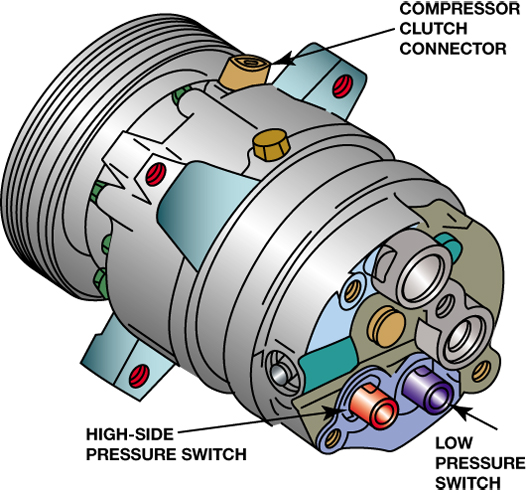 COMPRESSOR
CLUTCH
CONNECTOR
HIGH-SIDE
PRESSURE SWITCH
LOW
PRESSURE
SWITCH